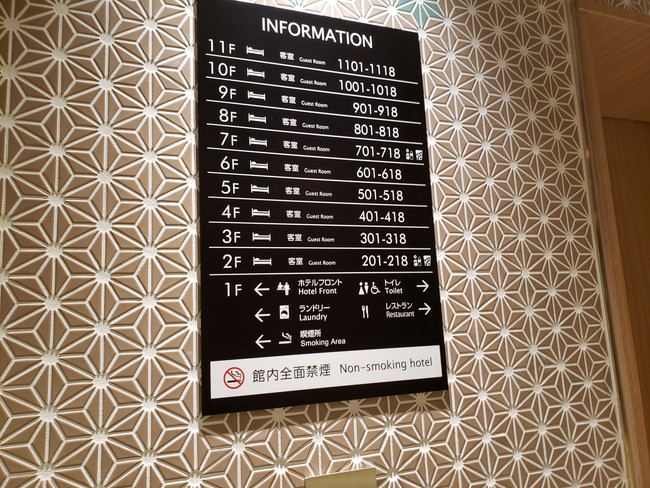 INFORMATION
11F 客室 Guest Room 1101-1118
10F 客室 Guest Room 1001-1018
9F 客室 Guest Room 901-918
8F 客室 Guest Room 801-818
7F 客室 Guest Room 701-718
6F 客室 Guest Room 601-618
5F 客室 Guest Room 501-518
4F 客室 Guest Room 401-418
3F 客室 Guest Room 301-318
2F 客室 Guest Room 201-218
1F ← ホテルフロント トイレ →
Hotel Front Toilet
← ランドリー レストラン →
Laundry Restaurant
← 喫煙所
Smoking Area
館内全面禁煙 Non-smoking hotel